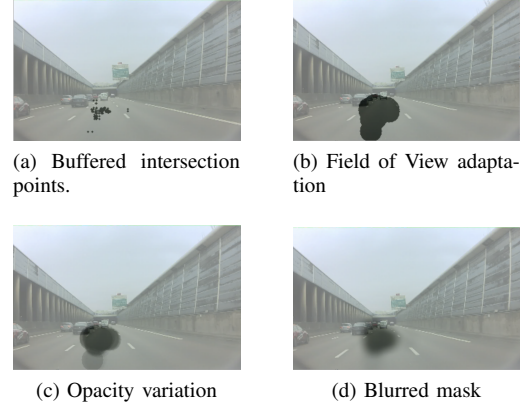 (a) Buffered intersection
points.
(b) Field of View adapta-
tion
(c) Opacity variation
(d) Blurred mask